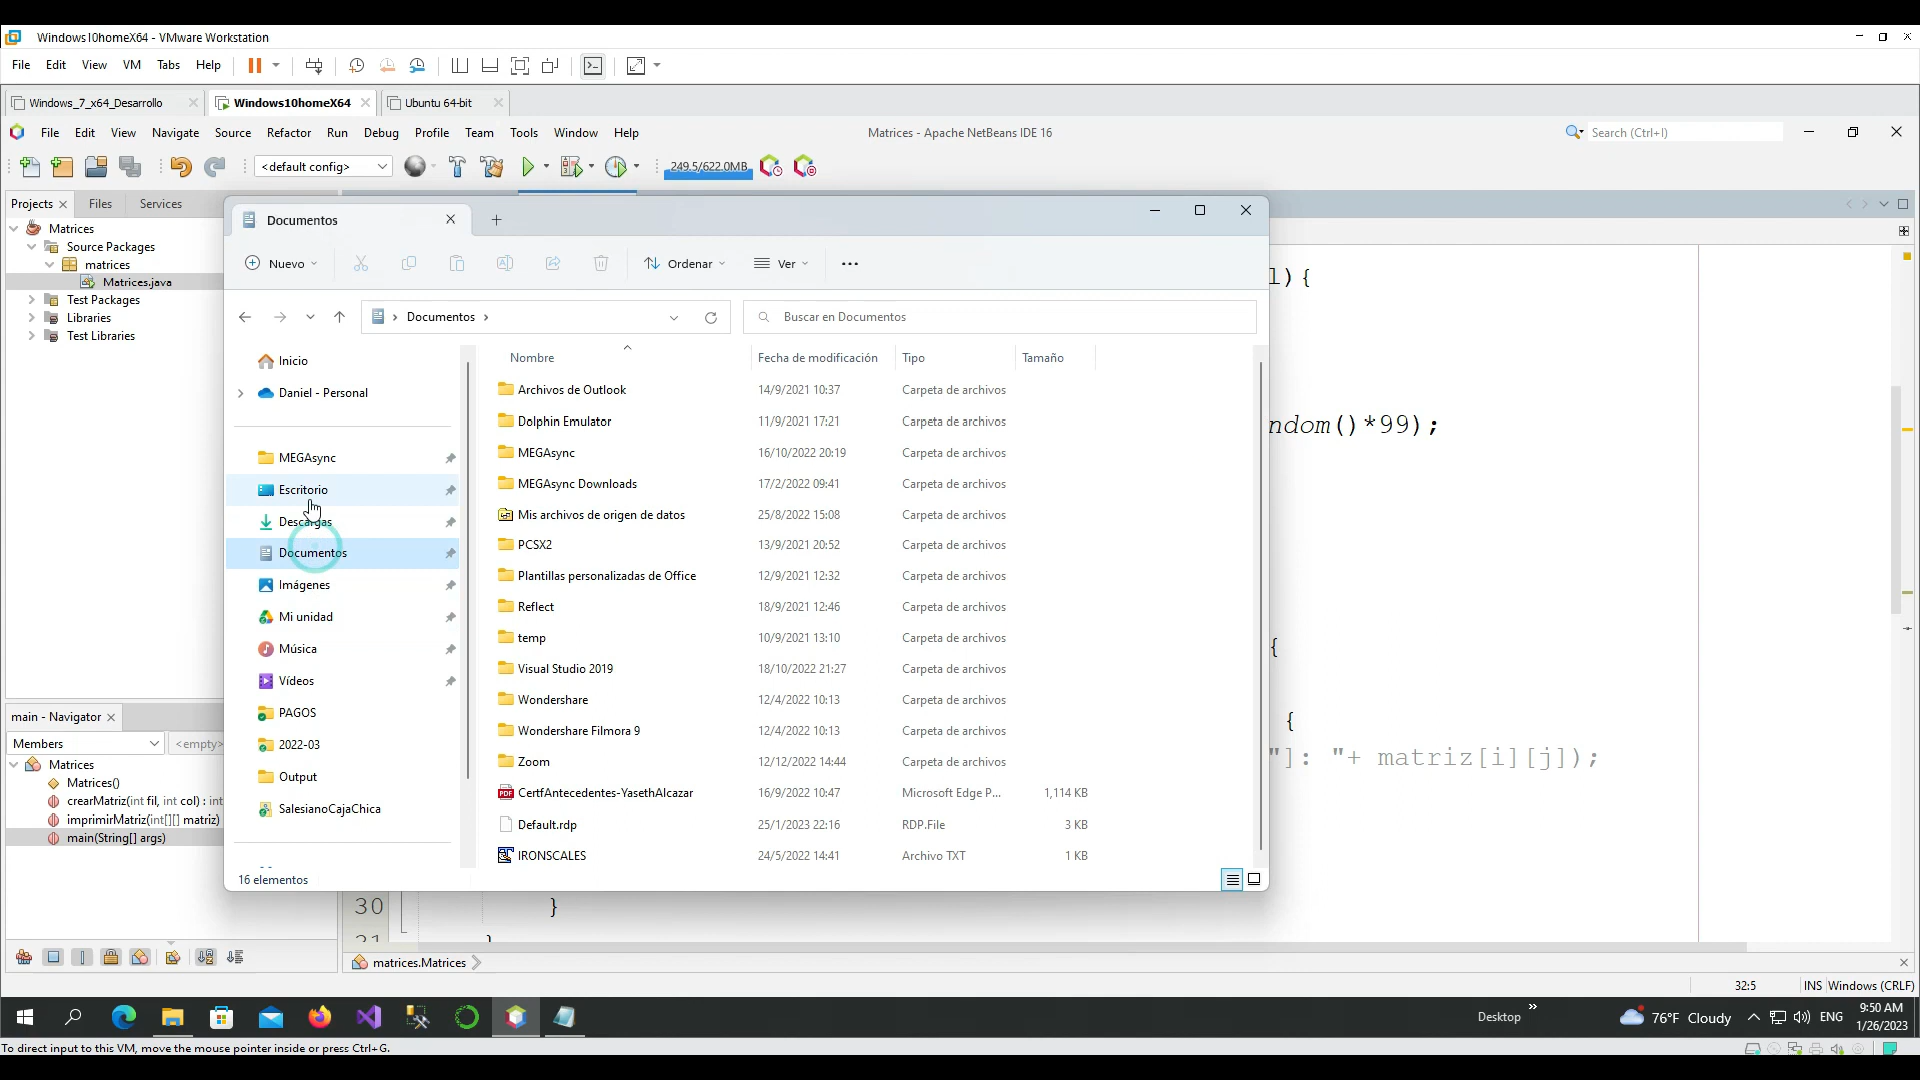 Windows10homeX64 - VMware Workstation
File Edit View VM Tabs Help
Windows_7_x64_Desarrollo Windows10homeX64 Ubuntu 64-bit
File Edit View Navigate Source Refactor Run Debug Profile Team Tools Window Help Matrices - Apache NetBeans IDE 16 Search (Ctrl+I)
<default config> 249.5/622.0MB
Projects Files Services
Matrices
Source Packages
matrices
Matrices.java
Test Packages
Libraries
Test Libraries
main - Navigator
Members <empty>
Matrices
Matrices()
crearMatriz(int fil, int col) : int
imprimirMatriz(int[][] matriz)
main(String[] args)
Documentos
Nuevo Ordenar Ver
Documentos Buscar en Documentos
Inicio
Daniel - Personal
MEGAsync
Escritorio
Descargas
Documentos
Imágenes
Mi unidad
Música
Vídeos
PAGOS
2022-03
Output
SalesianoCajaChica
Nombre Fecha de modificación Tipo Tamaño
Archivos de Outlook 14/9/2021 10:37 Carpeta de archivos
Dolphin Emulator 11/9/2021 17:21 Carpeta de archivos
MEGAsync 16/10/2022 20:19 Carpeta de archivos
MEGAsync Downloads 17/2/2022 09:41 Carpeta de archivos
Mis archivos de origen de datos 25/8/2022 15:08 Carpeta de archivos
PCSX2 13/9/2021 20:52 Carpeta de archivos
Plantillas personalizadas de Office 12/9/2021 12:32 Carpeta de archivos
Reflect 18/9/2021 12:46 Carpeta de archivos
temp 10/9/2021 13:10 Carpeta de archivos
Visual Studio 2019 18/10/2022 21:27 Carpeta de archivos
Wondershare 12/4/2022 10:13 Carpeta de archivos
Wondershare Filmora 9 12/4/2022 10:13 Carpeta de archivos
Zoom 12/12/2022 14:44 Carpeta de archivos
CertfAntecedentes-YasethAlcazar 16/9/2022 10:47 Microsoft Edge P... 1,114 KB
Default.rdp 25/1/2023 22:16 RDP.File 3 KB
IRONSCALES 24/5/2022 14:41 Archivo TXT 1 KB
16 elementos
l) {
ndom()*99);
{
{
"]: "+ matriz[i][j]);
30 }
matrices.Matrices
32:5 INS Windows (CRLF)
Desktop 76°F Cloudy ENG 9:50 AM
1/26/2023
To direct input to this VM, move the mouse pointer inside or press Ctrl+G.